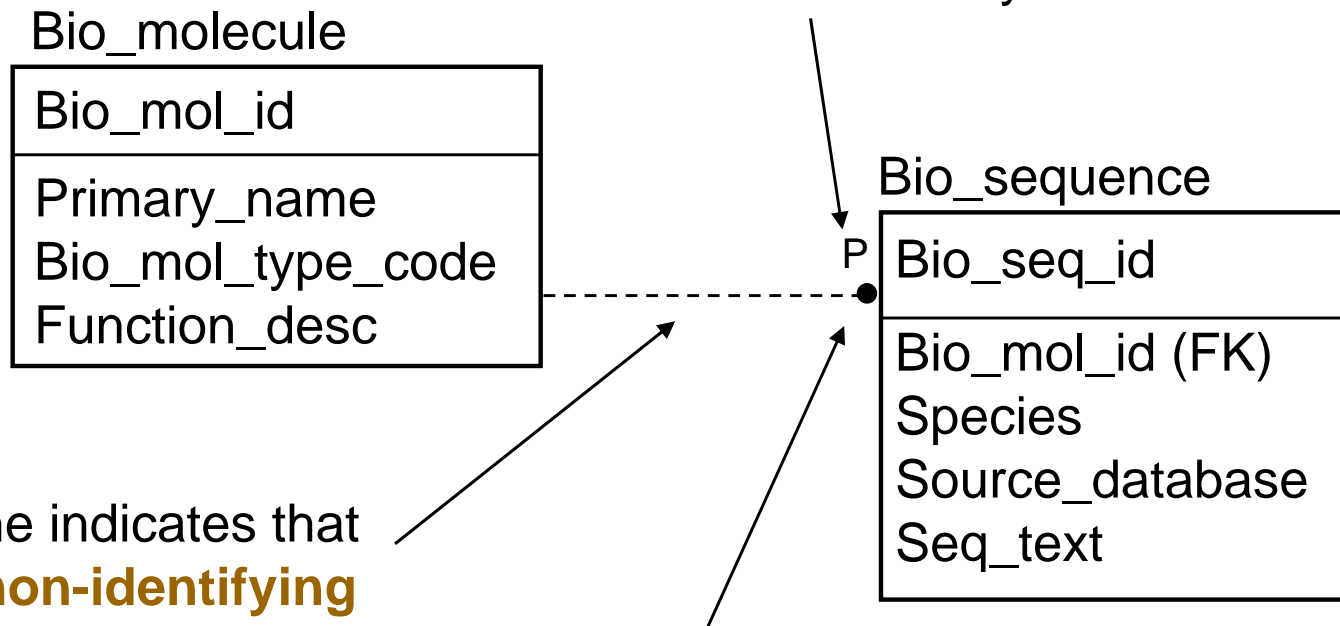 Bio_molecule
Bio_mol_id
Primary_name
Bio_mol_type_code
Function_desc
P
Bio_sequence
Bio_seq_id
Bio_mol_id (FK)
Species
Source_database
Seq_text
indicates that
non-identifying